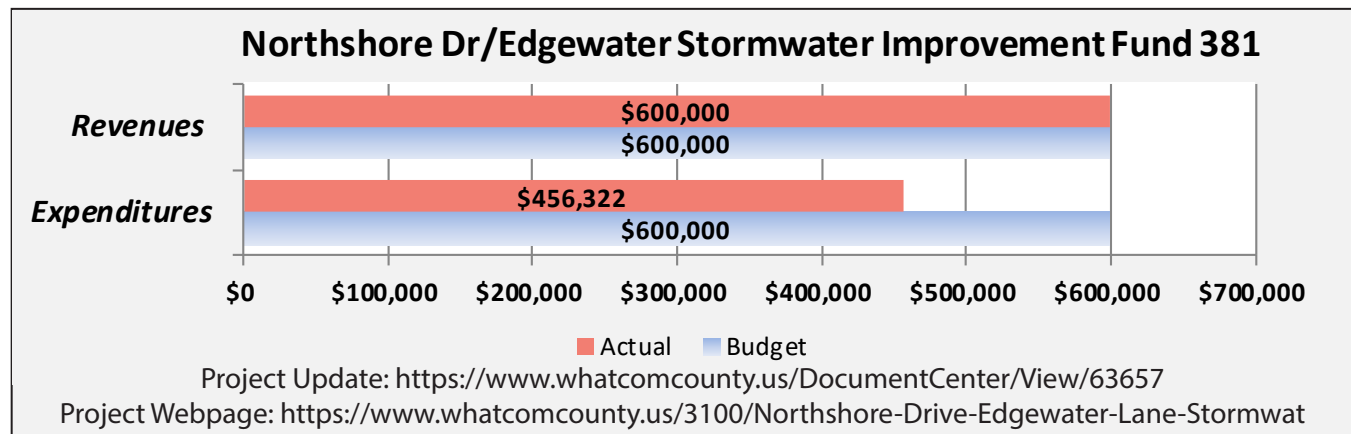 Northshore Dr/Edgewater Stormwater Improvement Fund 381
Revenues
$600,000
$600,000
Expenditures
$456,322
$600,000
$0 $100,000 $200,000 $300,000 $400,000 $500,000 $600,000 $700,000
Actual Budget
Project Update: https://www.whatcomcounty.us/DocumentCenter/View/63657
Project Webpage: https://www.whatcomcounty.us/3100/Northshore-Drive-Edgewater-Lane-Stormwat